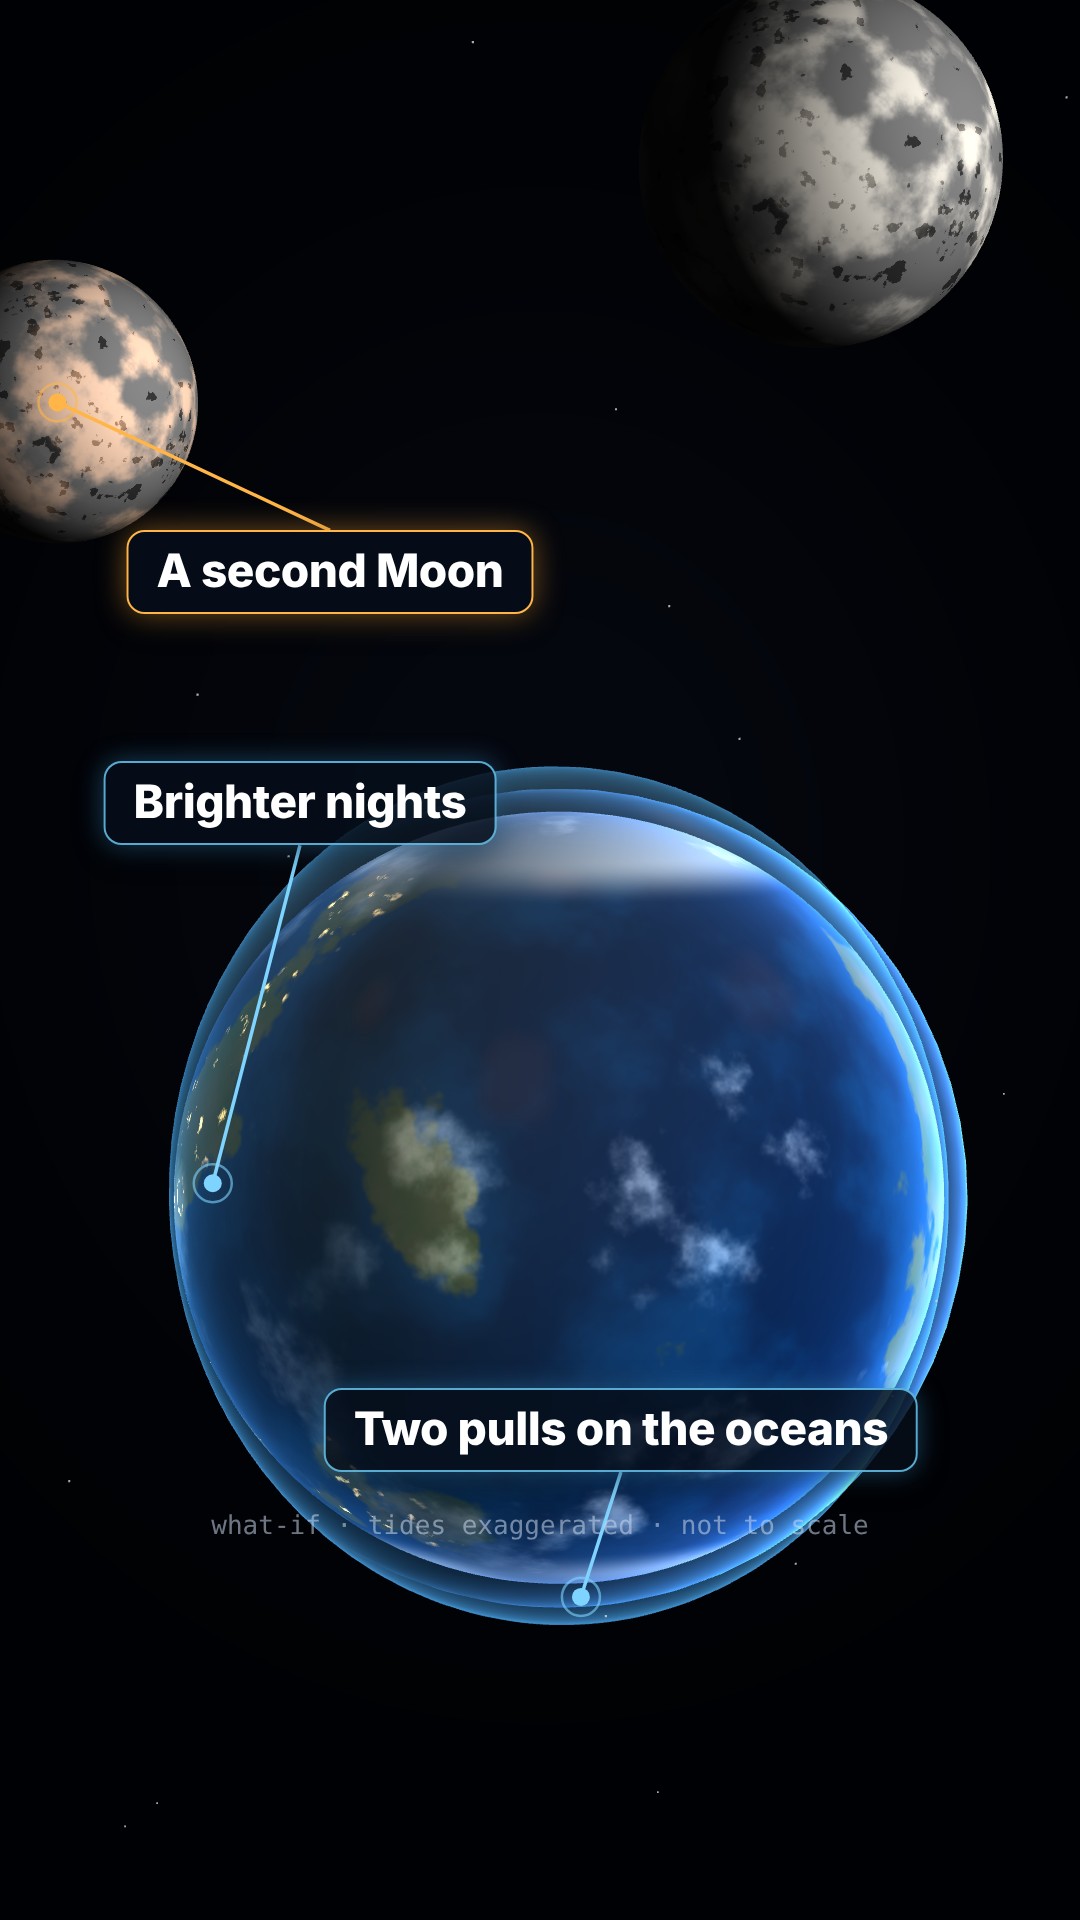 A second Moon
Brighter nights
Two pulls on the oceans
what-if · tides exaggerated · not to scale